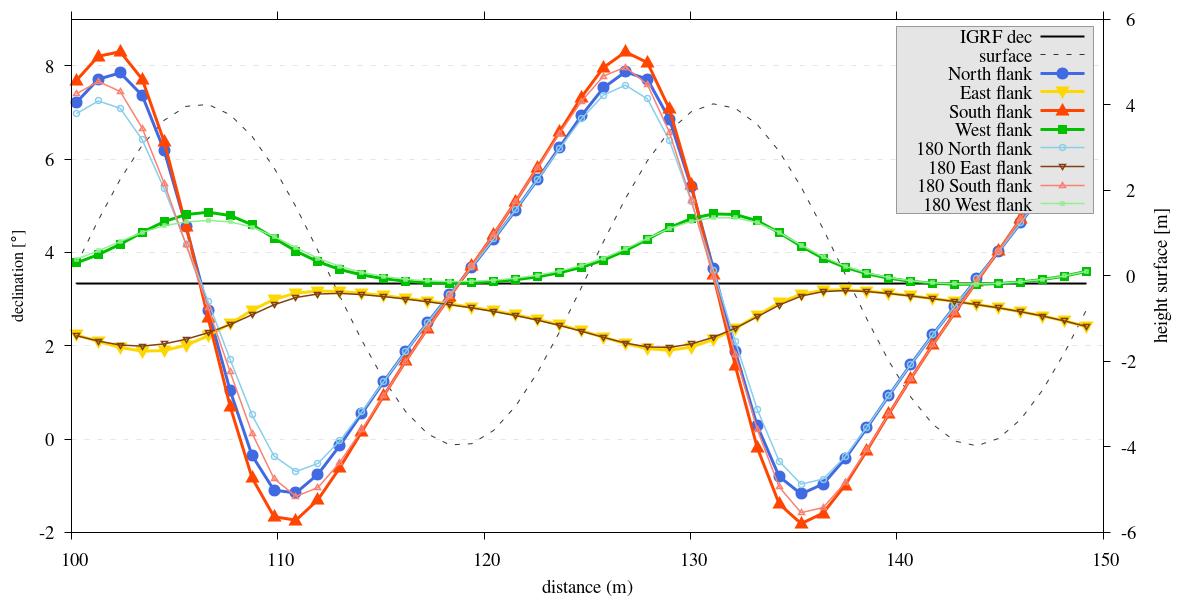 IGRF dec
surface
North flank
East flank
South flank
West flank
180 North flank
180 East flank
180 South flank
180 West flank
declination [°]
8
6
4
2
0
-2
6
4
2
0
-2
-4
-6
height surface [m]
100
110
120
130
140
150
distance (m)